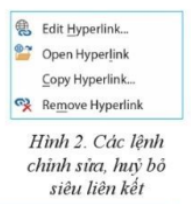 Edit Hyperlink...
Open Hyperlink
Copy Hyperlink...
Remove Hyperlink
Hình 2. Các lệnh
chỉnh sửa, huỷ bỏ
siêu liên kết